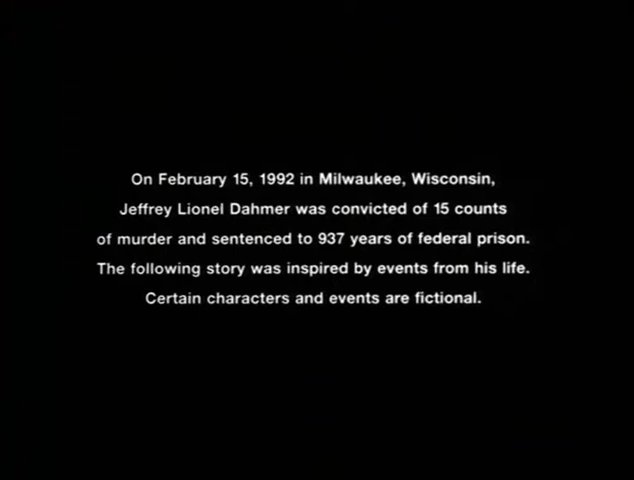 On February 15, 1992 in Milwaukee, Wisconsin,
Jeffrey Lionel Dahmer was convicted of 15 counts
of murder and sentenced to 937 years of federal prison.
The following story was inspired by events from his life.
Certain characters and events are fictional.